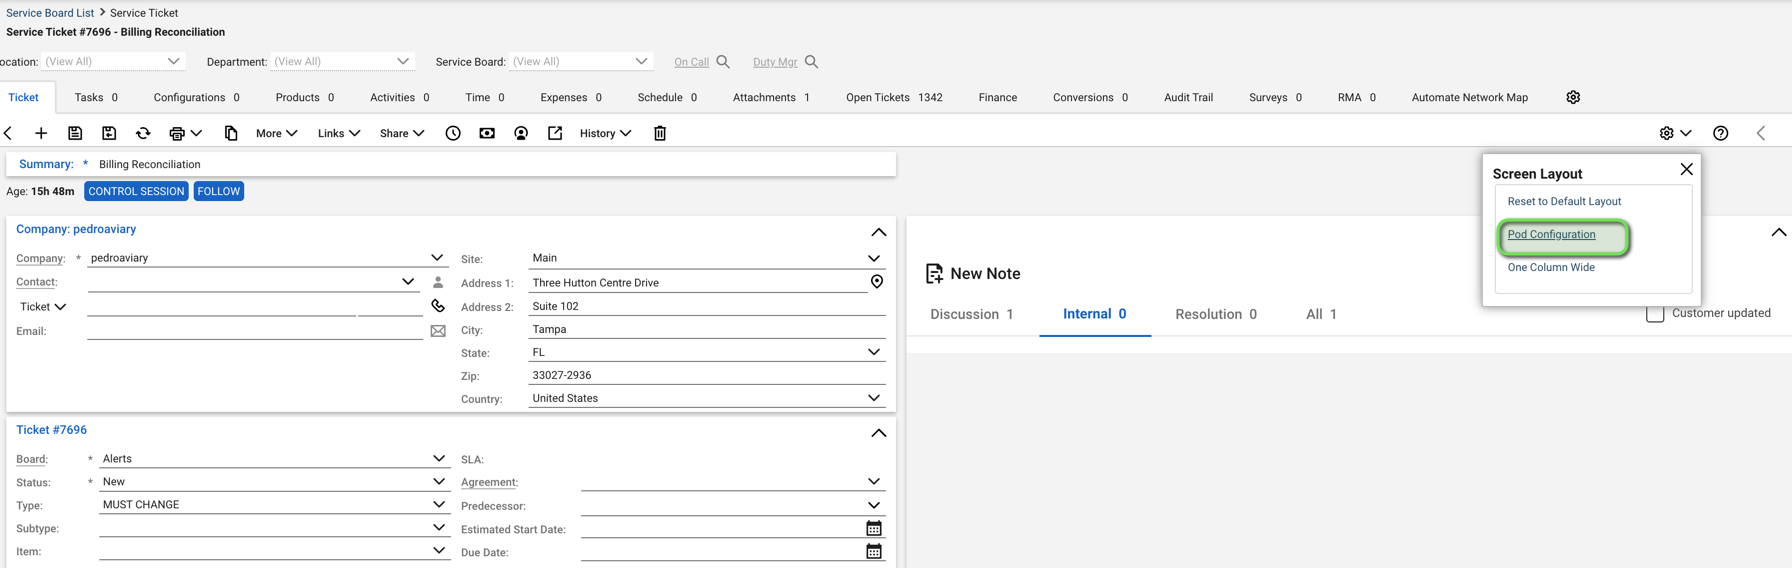 Service Board List > Service Ticket
Service Ticket #7696 - Billing Reconciliation
ocation: (View All) Department: (View All) Service Board: (View All) On Call Duty Mgr
Ticket Tasks 0 Configurations 0 Products 0 Activities 0 Time 0 Expenses 0 Schedule 0 Attachments 1 Open Tickets 1342 Finance Conversions 0 Audit Trail Surveys 0 RMA 0 Automate Network Map
More Links Share History
Summary: * Billing Reconciliation
Age: 15h 48m CONTROL SESSION FOLLOW
Company: pedroaviary
Company: * pedroaviary
Contact:
Ticket
Email:
Site: Main
Address 1: Three Hutton Centre Drive
Address 2: Suite 102
City: Tampa
State: FL
Zip: 33027-2936
Country: United States
Ticket #7696
Board: * Alerts
Status: * New
Type: MUST CHANGE
Subtype:
Item:
SLA:
Agreement:
Predecessor:
Estimated Start Date:
Due Date:
New Note
Discussion 1 Internal 0 Resolution 0 All 1 Customer updated
Screen Layout
Reset to Default Layout
Pod Configuration
One Column Wide